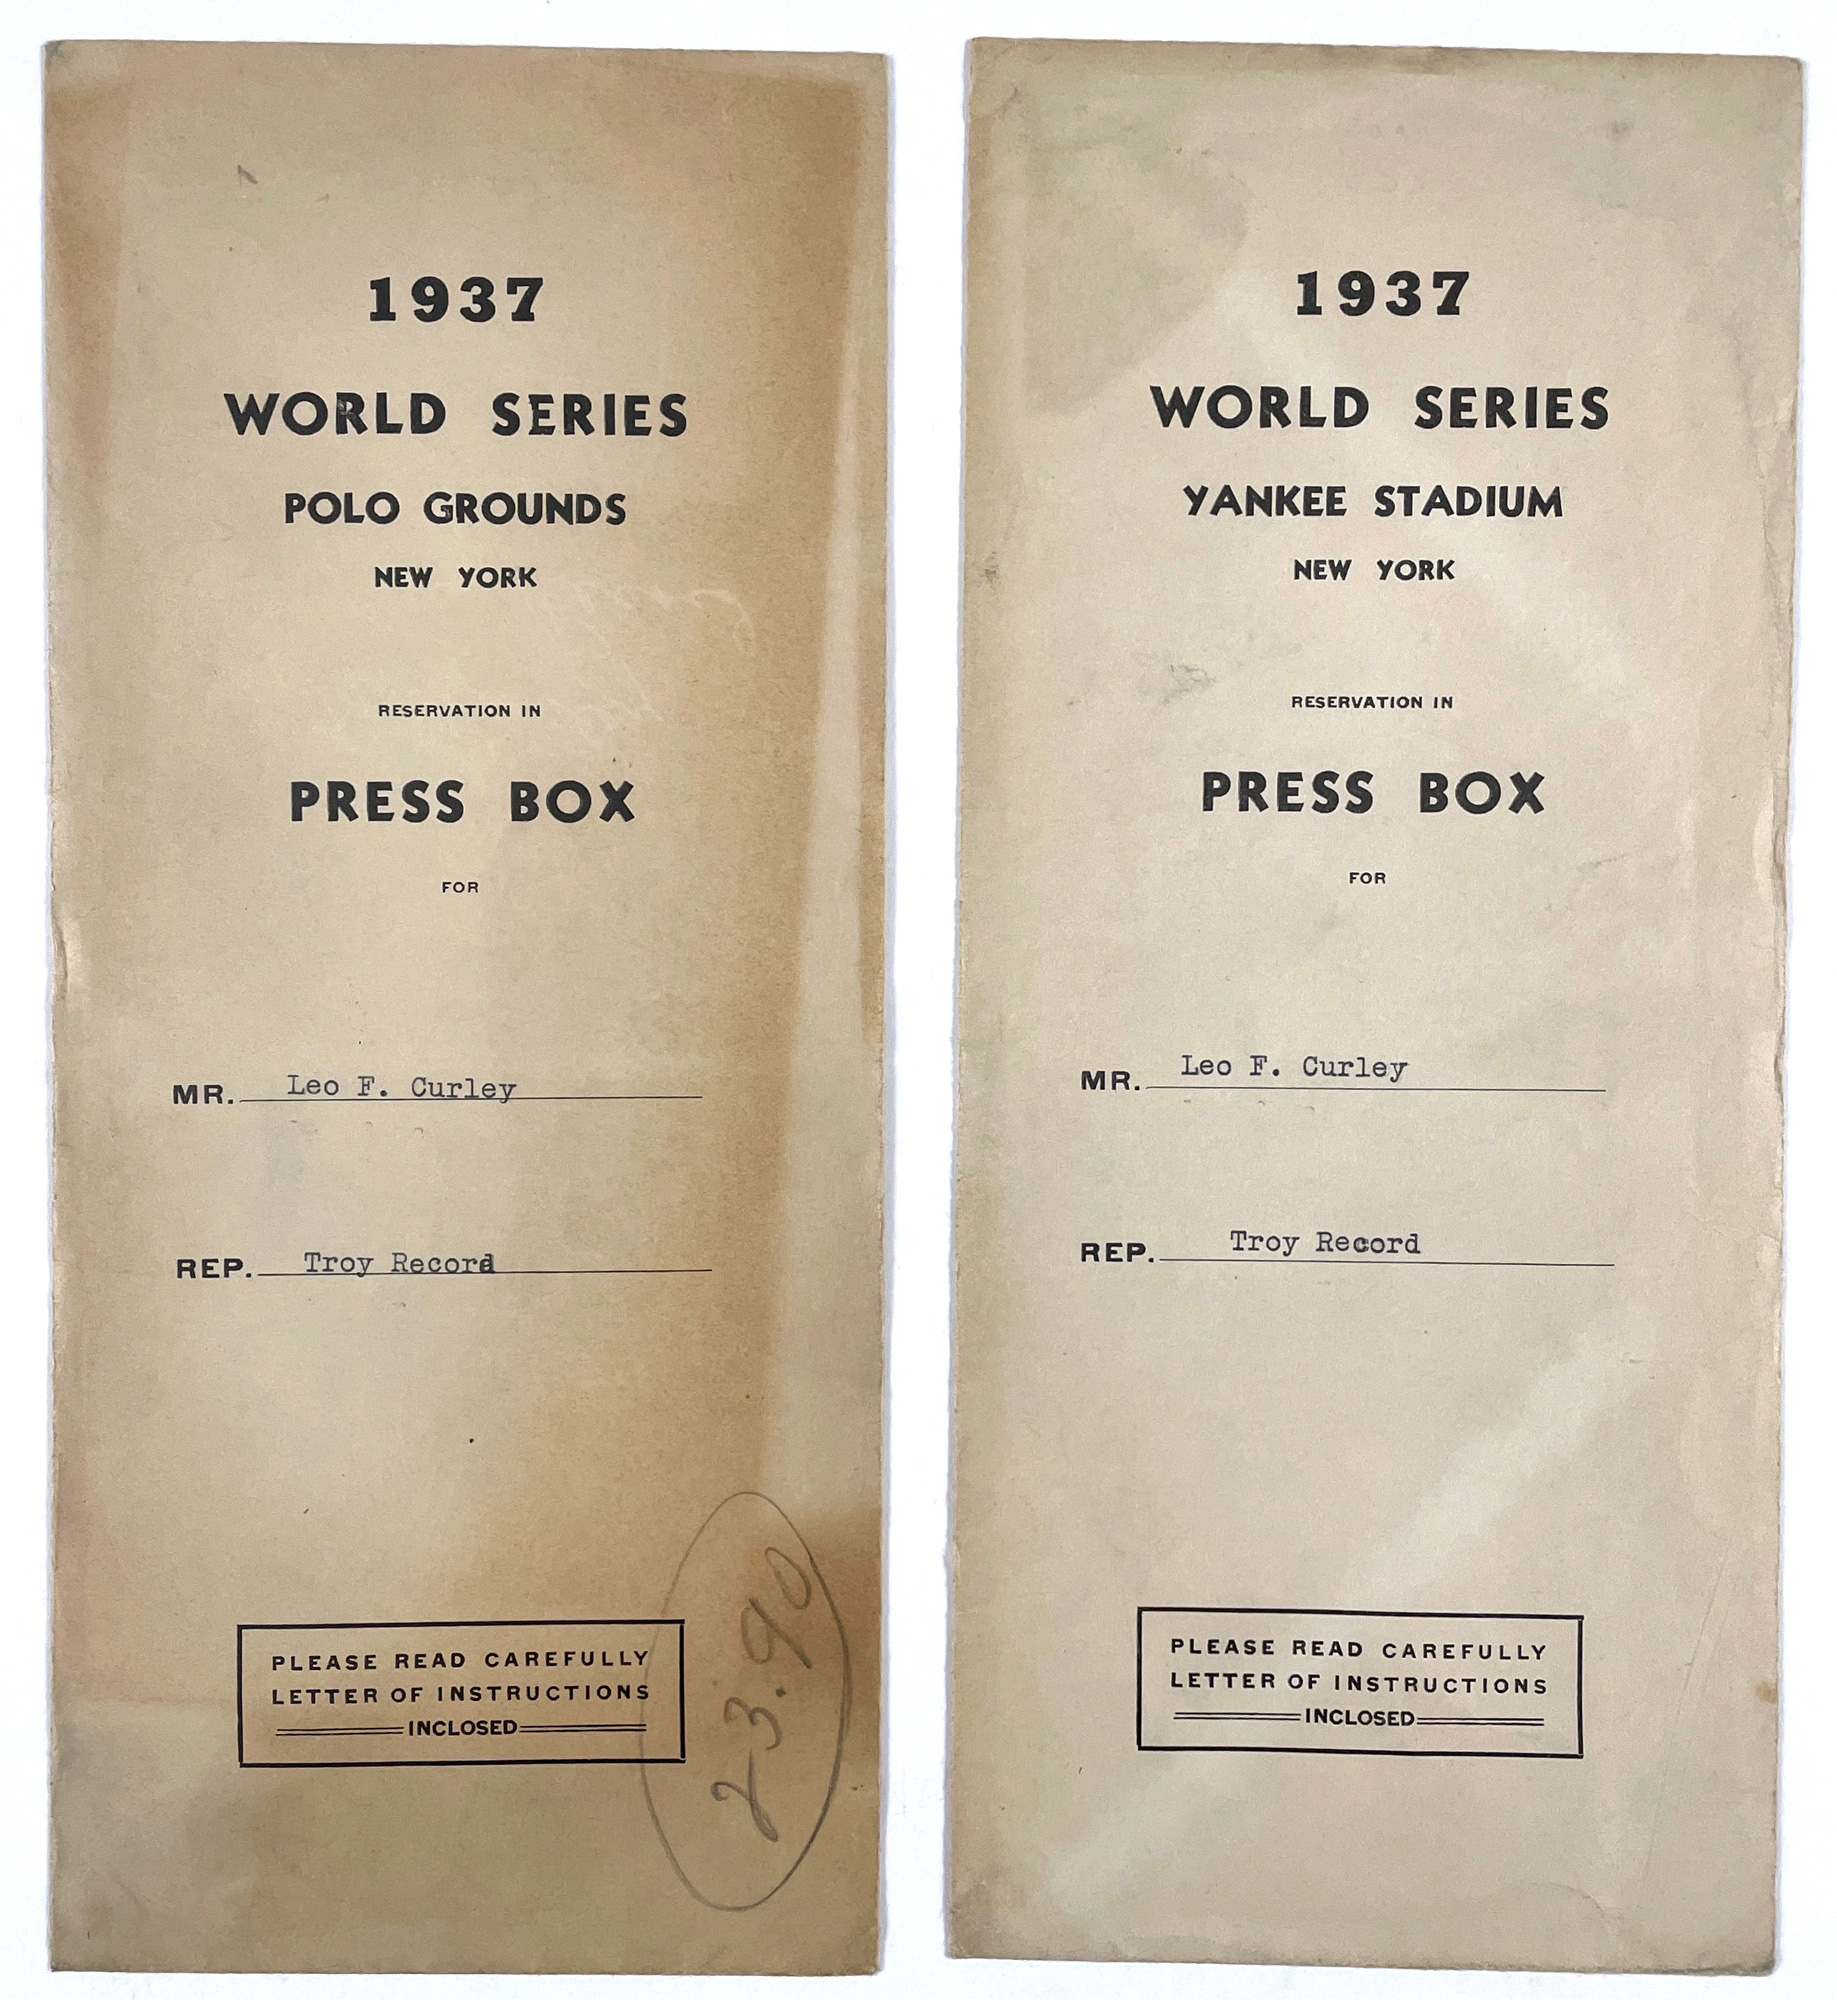 1937
WORLD SERIES
POLO GROUNDS
NEW YORK
RESERVATION IN
PRESS BOX
FOR
MR. Leo F. Curley
REP. Troy Record
PLEASE READ CAREFULLY
LETTER OF INSTRUCTIONS
INCLOSED
23.90
1937
WORLD SERIES
YANKEE STADIUM
NEW YORK
RESERVATION IN
PRESS BOX
FOR
MR. Leo F. Curley
REP. Troy Record
PLEASE READ CAREFULLY
LETTER OF INSTRUCTIONS
INCLOSED